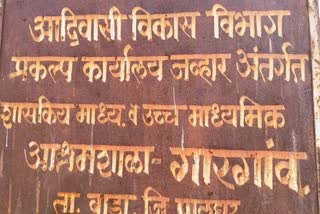 आदिवासी विकास विभाग
प्रकल्प कार्यालय जव्हार अंतर्गत
शासकिय माध्य. व उच्च माध्यमिक
आश्रमशाळा- गारगांव.
ता. वाडा. जि. पालघर